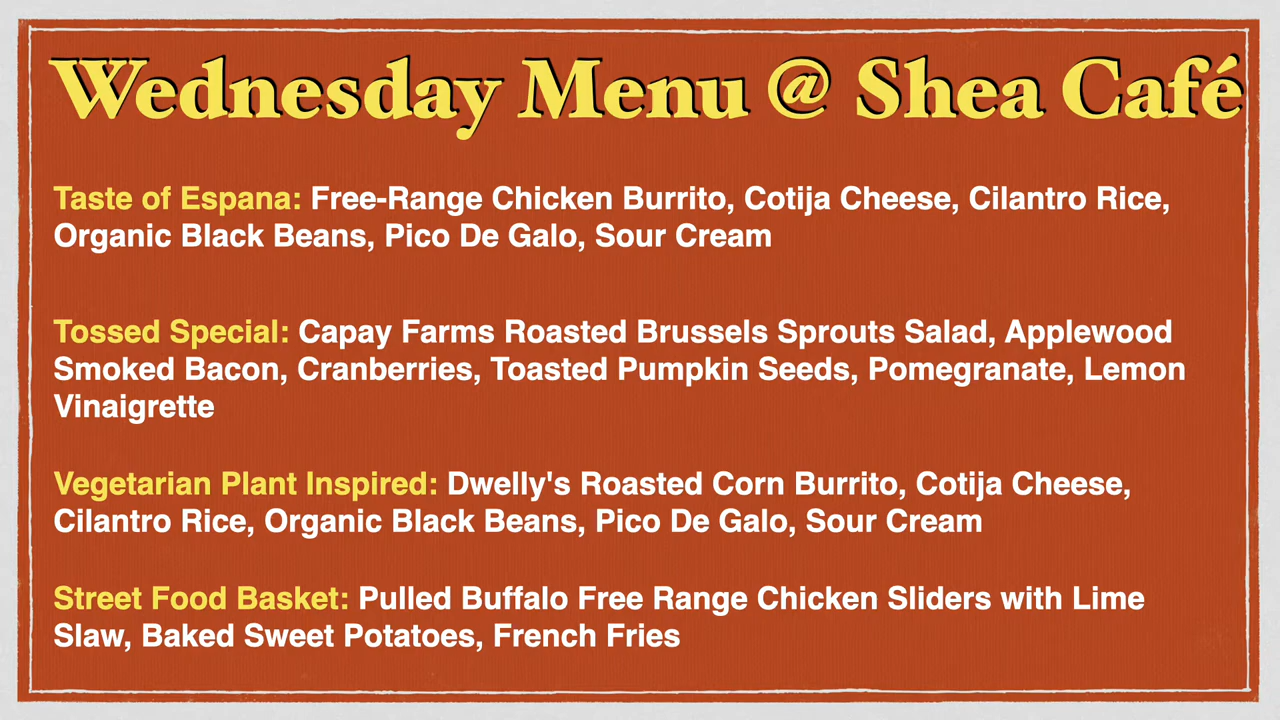 Wednesday Menu @ Shea Café
Taste of Espana: Free-Range Chicken Burrito, Cotija Cheese, Cilantro Rice,
Organic Black Beans, Pico De Galo, Sour Cream
Tossed Special: Capay Farms Roasted Brussels Sprouts Salad, Applewood
Smoked Bacon, Cranberries, Toasted Pumpkin Seeds, Pomegranate, Lemon
Vinaigrette
Vegetarian Plant Inspired: Dwelly's Roasted Corn Burrito, Cotija Cheese,
Cilantro Rice, Organic Black Beans, Pico De Galo, Sour Cream
Street Food Basket: Pulled Buffalo Free Range Chicken Sliders with Lime
Slaw, Baked Sweet Potatoes, French Fries